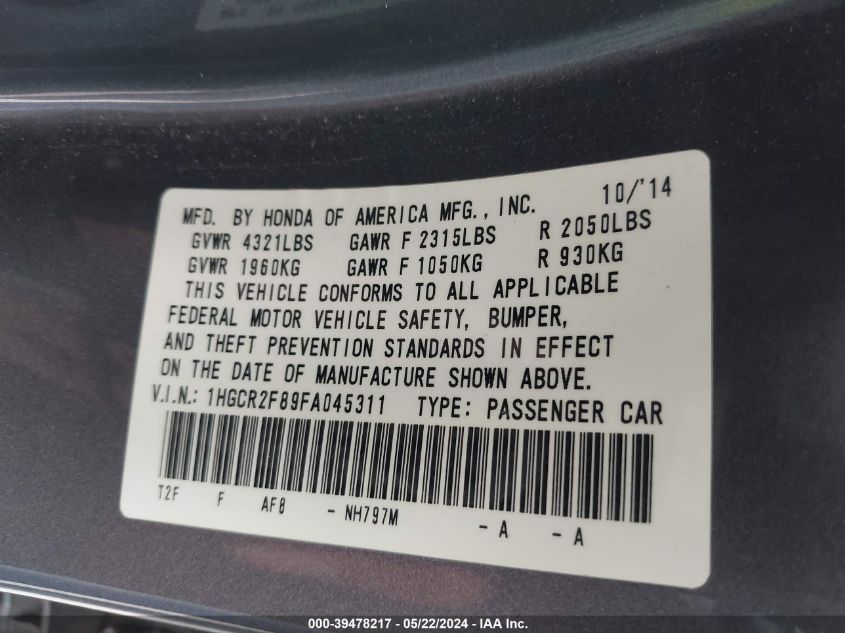 MFD. BY HONDA OF AMERICA MFG., INC. 10/'14
GVWR 4321LBS GAWR F 2315LBS R 2050LBS
GVWR 1960KG GAWR F 1050KG R 930KG
THIS VEHICLE CONFORMS TO ALL APPLICABLE
FEDERAL MOTOR VEHICLE SAFETY, BUMPER,
AND THEFT PREVENTION STANDARDS IN EFFECT
ON THE DATE OF MANUFACTURE SHOWN ABOVE.
V.I.N.: 1HGCR2F89FA045311 TYPE: PASSENGER CAR
T2F F AF8 - NH797M - A - A
000-39478217 - 05/22/2024 - IAA Inc.